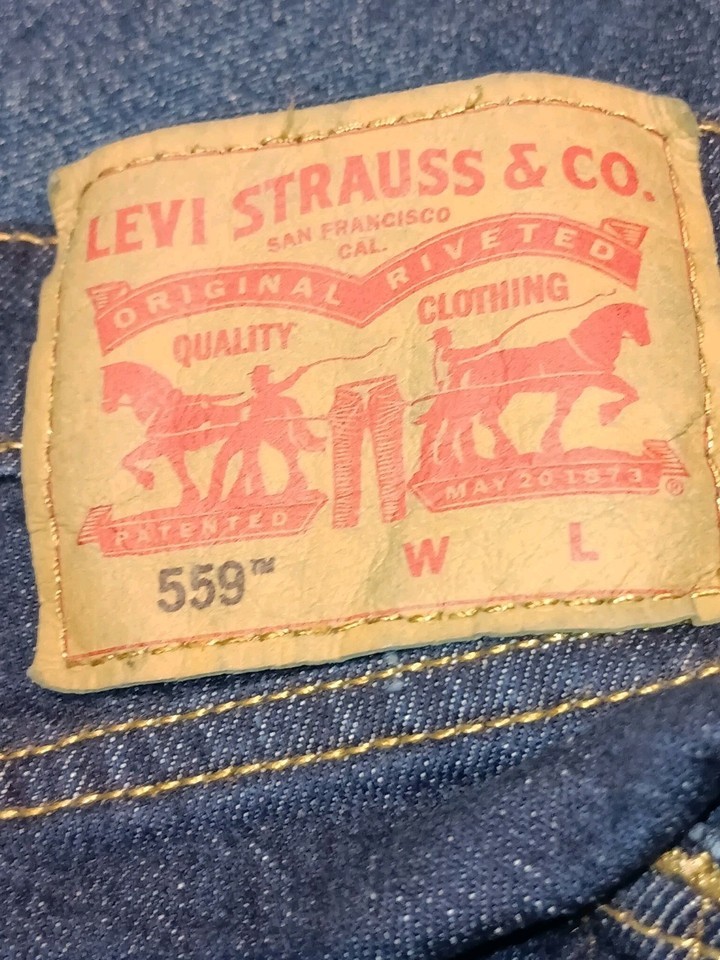 LEVI STRAUSS & CO.
SAN FRANCISCO
CAL.
ORIGINAL RIVETED
QUALITY CLOTHING
PATENTED MAY 20 1873 ®
559™ W L